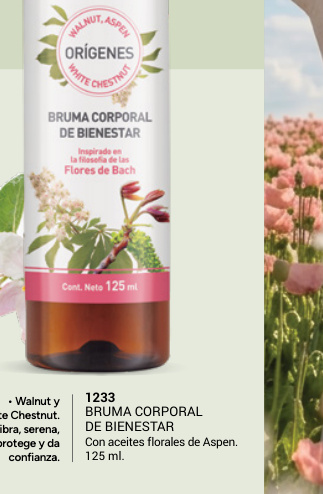 WALNUT, ASPEN
ORÍGENES
WHITE CHESTNUT
BRUMA CORPORAL
DE BIENESTAR
Inspirado en
la filosofía de las
Flores de Bach
Cont. Neto 125 ml
• Walnut y
te Chestnut.
ibra, serena,
protege y da
confianza.
1233
BRUMA CORPORAL
DE BIENESTAR
Con aceites florales de Aspen.
125 ml.